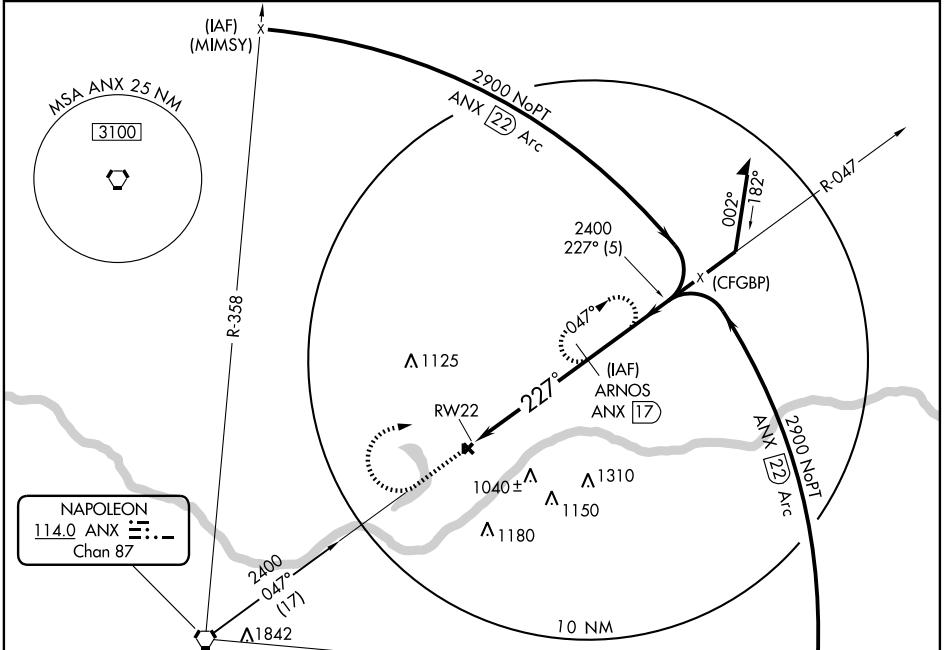 (IAF)
(MIMSY)
MSA ANX 25 NM
3100
2900 NoPT
ANX 22 Arc
R-358
2400
227° (5)
002°
182°
R-047
(CFGBP)
047°
(IAF)
ARNOS
ANX 17
227°
RW22
1125
1040±
1310
1150
1180
2900 NoPT
ANX 22 Arc
NAPOLEON
114.0 ANX
Chan 87
2400
047°
(17)
1842
10 NM